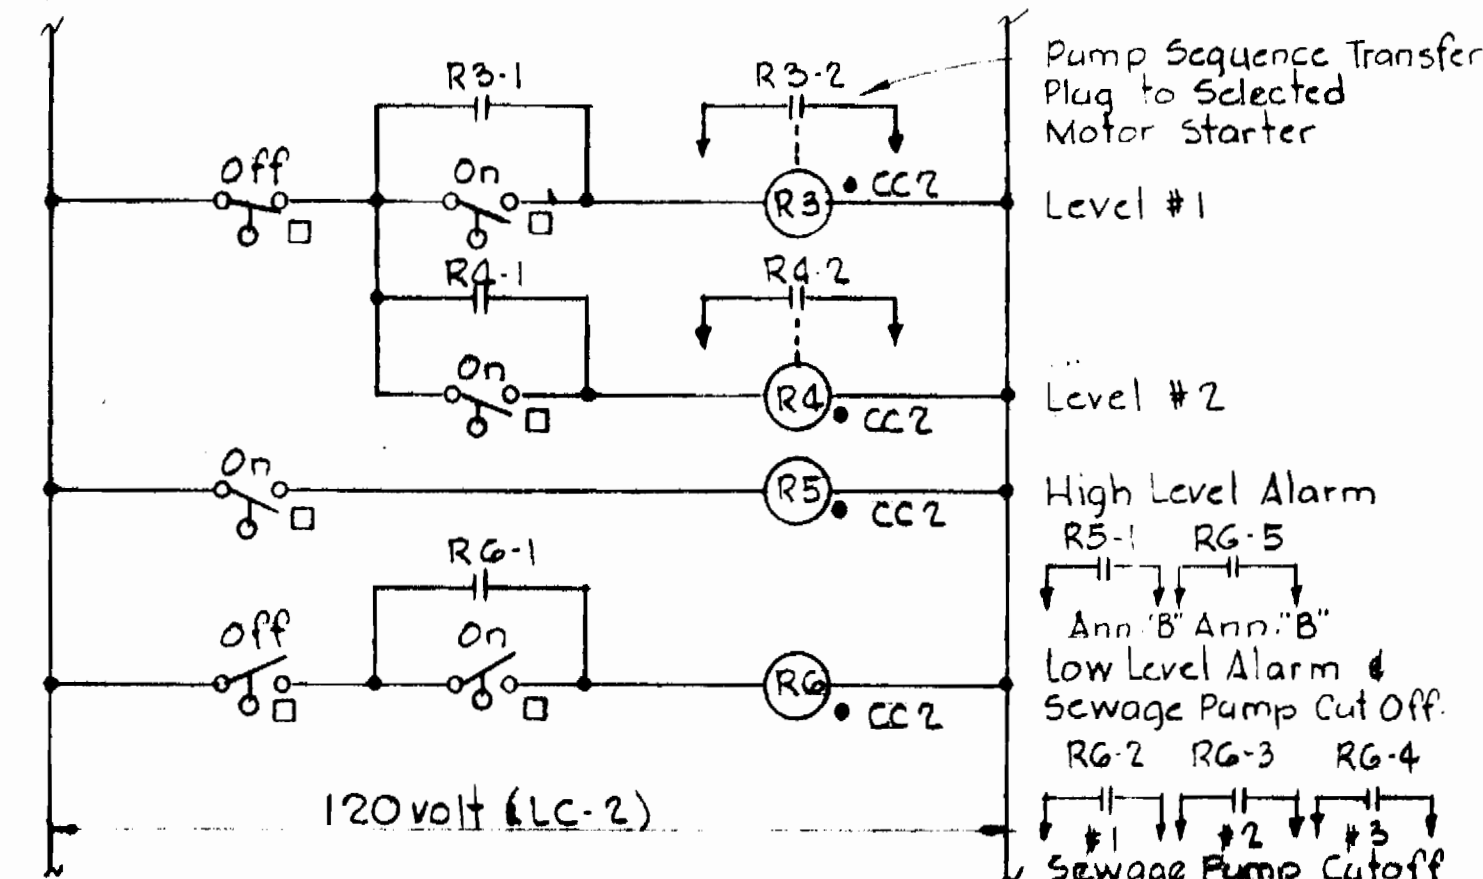 R3-1
R3-2
Pump Sequence Transfer
Plug to Selected
Motor Starter
Off
On
R3
CC2
Level #1
R4-1
R4-2
On
R4
CC2
Level #2
On
R5
CC2
High Level Alarm
R5-1 R6-5
Ann. "B" Ann. "B"
R6-1
Off
On
R6
CC2
Low Level Alarm &
Sewage Pump Cut Off.
R6-2 R6-3 R6-4
#1 #2 #3
Sewage Pump Cutoff
120 volt (LC-2)